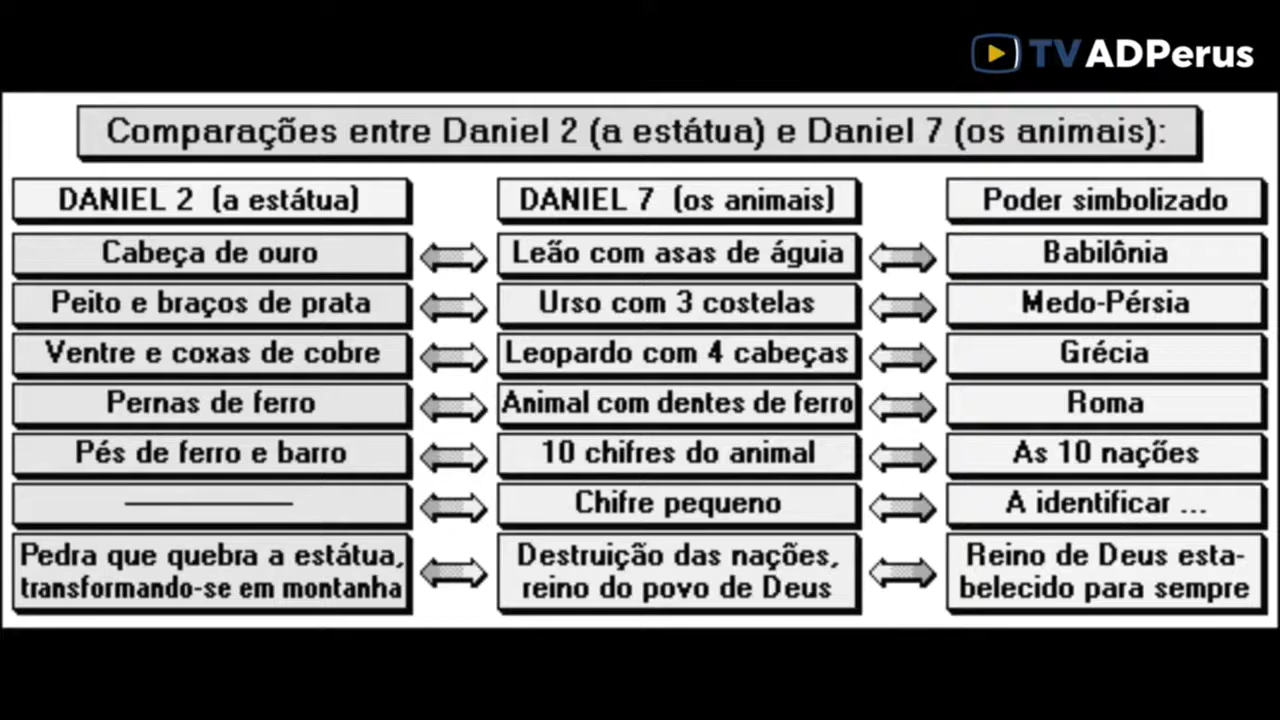 TV ADPerus
Comparações entre Daniel 2 (a estátua) e Daniel 7 (os animais):
DANIEL 2 (a estátua) DANIEL 7 (os animais) Poder simbolizado
Cabeça de ouro Leão com asas de águia Babilônia
Peito e braços de prata Urso com 3 costelas Medo-Pérsia
Ventre e coxas de cobre Leopardo com 4 cabeças Grécia
Pernas de ferro Animal com dentes de ferro Roma
Pés de ferro e barro 10 chifres do animal As 10 nações
Chifre pequeno A identificar ...
Pedra que quebra a estátua, Destruição das nações, Reino de Deus esta-
transformando-se em montanha reino do povo de Deus belecido para sempre